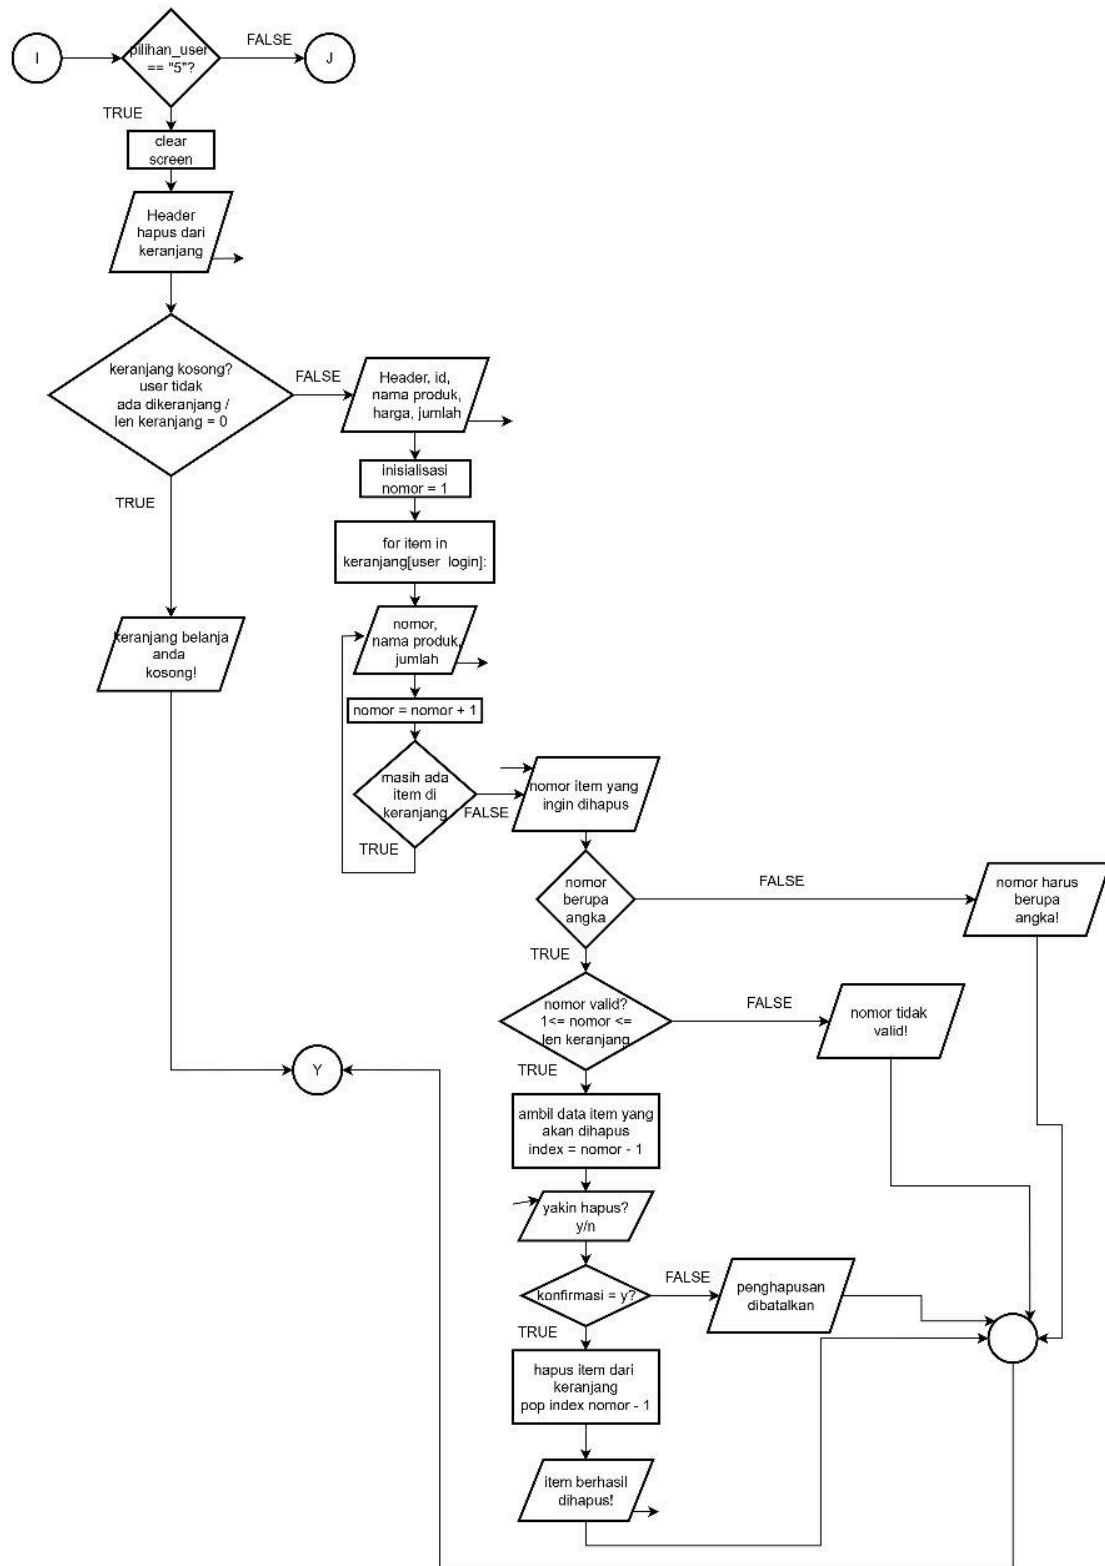 I
pilihan_user
== "5"?
FALSE
J
TRUE
clear
screen
Header
hapus dari
keranjang
keranjang kosong?
user tidak
ada dikeranjang /
len keranjang = 0
FALSE
Header, id,
nama produk,
harga, jumlah
inisialisasi
nomor = 1
TRUE
for item in
keranjang[user_login]:
nomor,
nama produk,
jumlah
keranjang belanja
anda
kosong!
nomor = nomor + 1
masih ada
item di
keranjang
FALSE
TRUE
nomor item yang
ingin dihapus
nomor
berupa
angka
FALSE
nomor harus
berupa
angka!
TRUE
nomor valid?
1<= nomor <=
len keranjang
FALSE
nomor tidak
valid!
TRUE
Y
ambil data item yang
akan dihapus
index = nomor - 1
yakin hapus?
y/n
konfirmasi = y?
FALSE
penghapusan
dibatalkan
TRUE
hapus item dari
keranjang
pop index nomor - 1
item berhasil
dihapus!